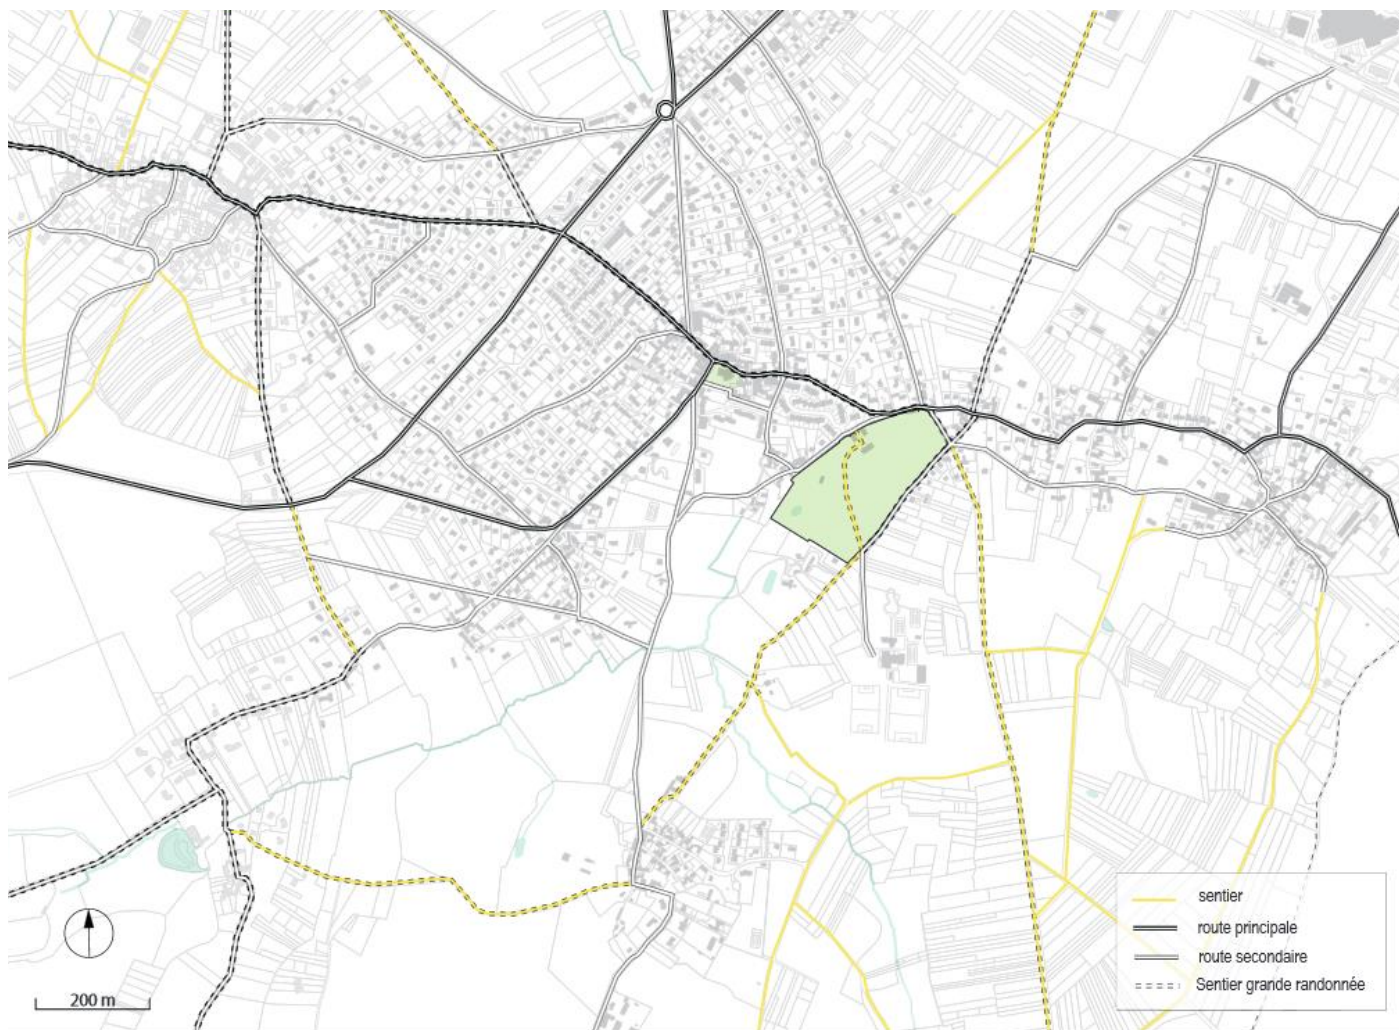 sentier
route principale
route secondaire
Sentier grande randonnée
200 m